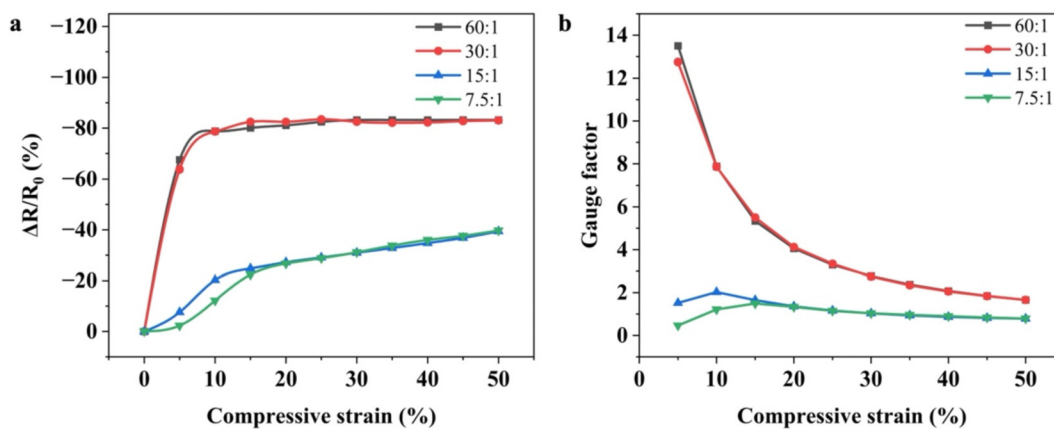 a
60:1
30:1
15:1
7.5:1
−120
−100
−80
−60
−40
−20
0
ΔR/R0 (%)
0 10 20 30 40 50
Compressive strain (%)
b
60:1
30:1
15:1
7.5:1
14
12
10
8
6
4
2
0
Gauge factor
0 10 20 30 40 50
Compressive strain (%)